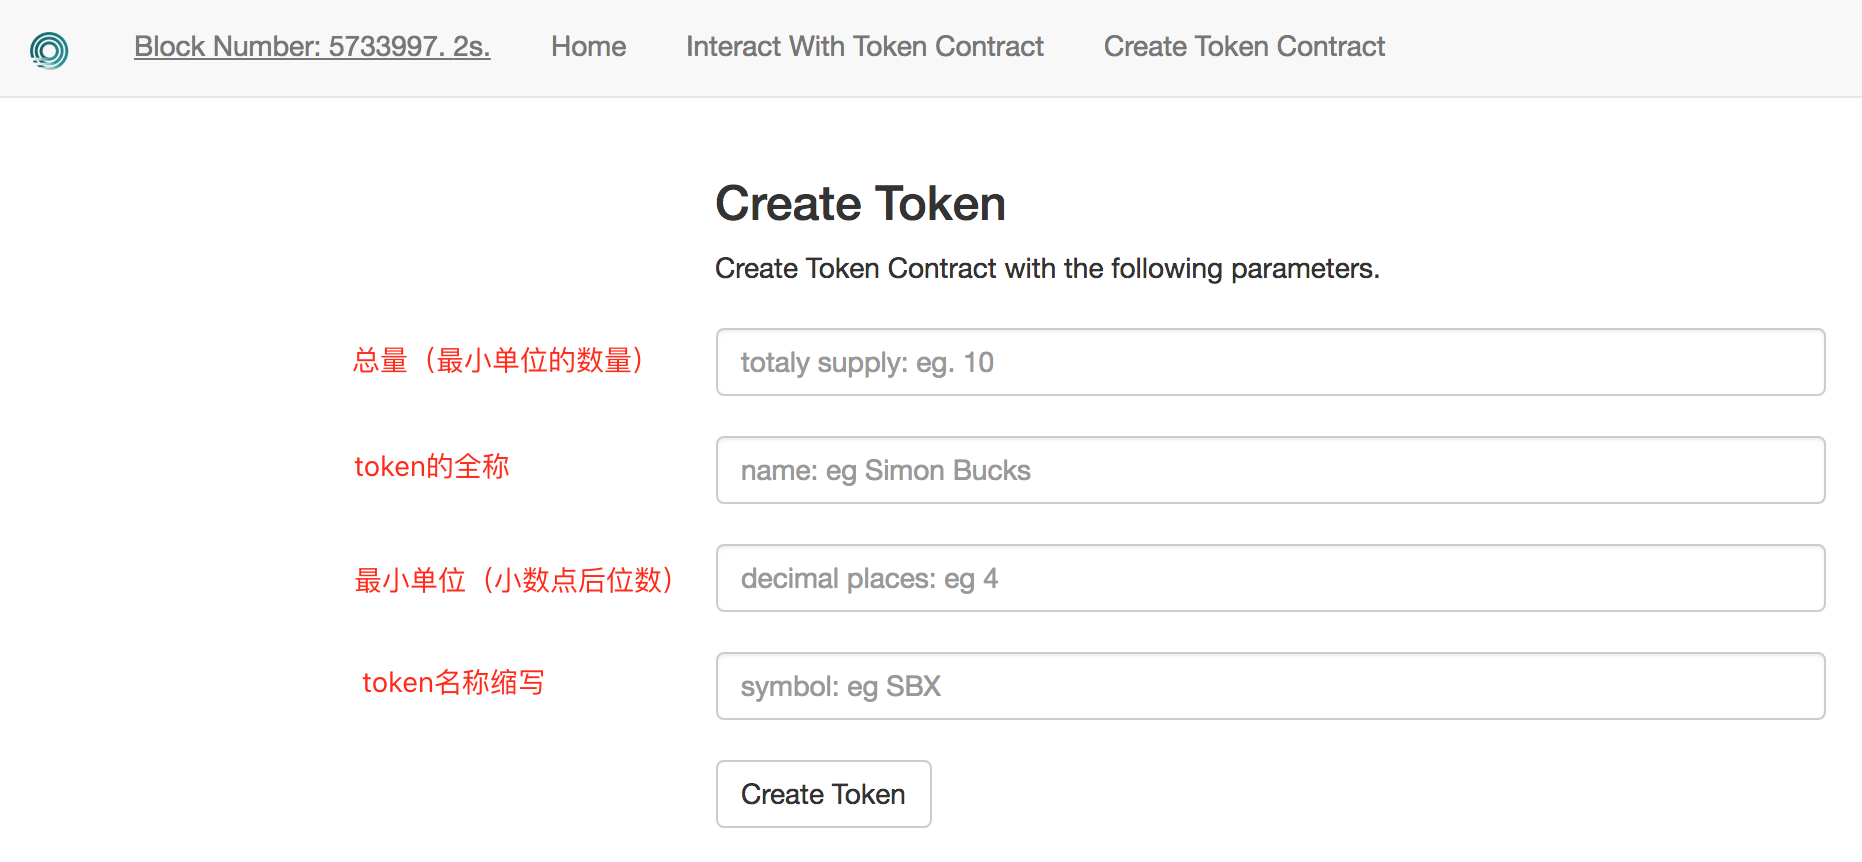 Block Number: 5733997. 2s. Home Interact With Token Contract Create Token Contract
Create Token
Create Token Contract with the following parameters.
总量（最小单位的数量） totaly supply: eg. 10
token的全称 name: eg Simon Bucks
最小单位（小数点后位数） decimal places: eg 4
token名称缩写 symbol: eg SBX
Create Token